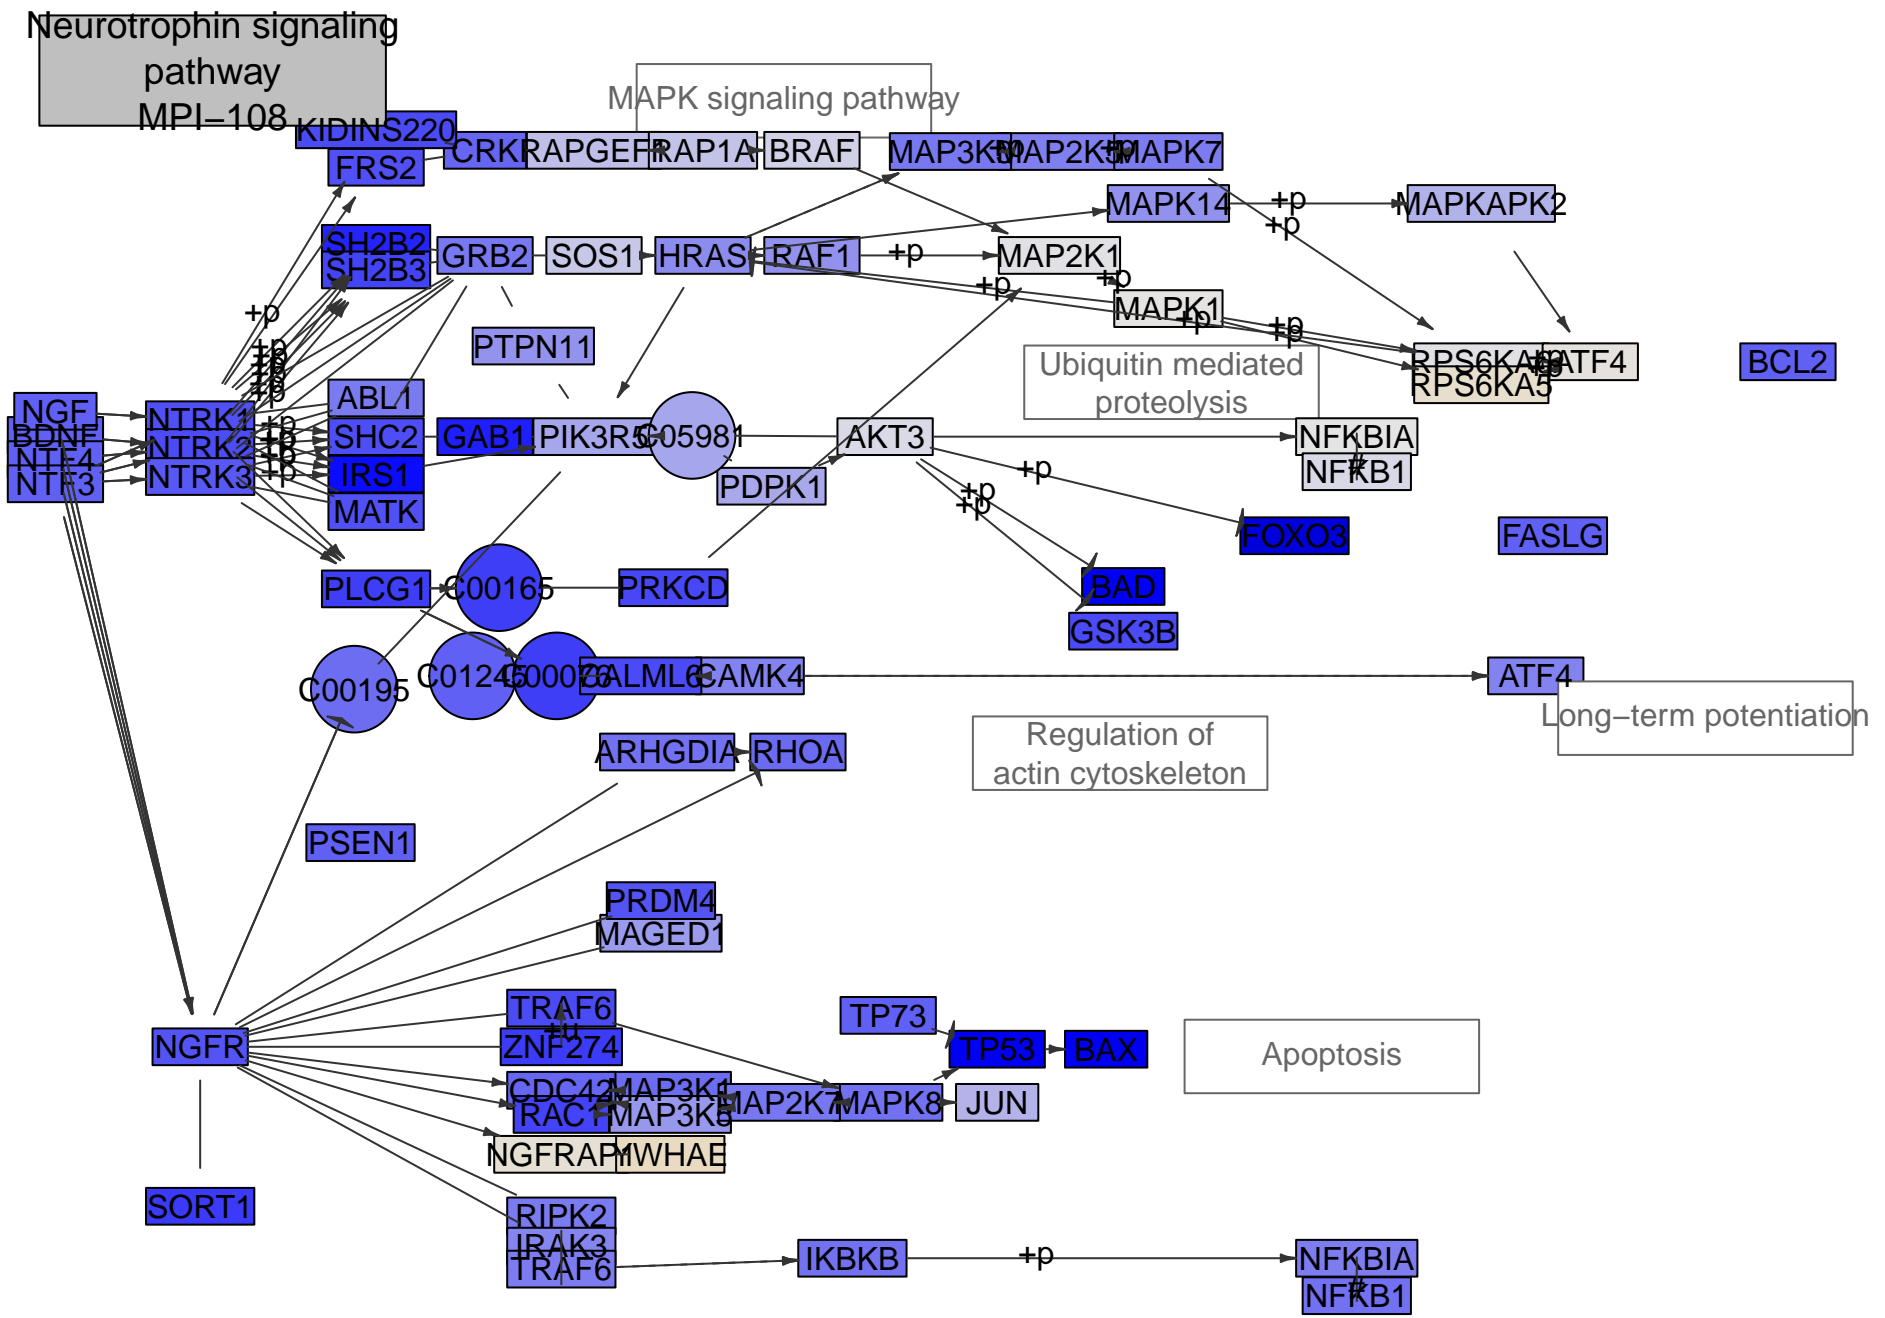 Neurotrophin signaling
pathway
MPI−108
MAPK signaling pathway
KIDINS220
FRS2
CRKL
RAPGEF1
RAP1A
BRAF
MAP3K3
+p
MAP2K5
+p
MAPK7
MAPK14
+p
MAPKAPK2
+p
SH2B2
SH2B3
GRB2
SOS1
HRAS
RAF1
+p
MAP2K1
+p
+p
MAPK1
+p
+p
+p
+p
PTPN11
+p
+p
+p
+p
+p
Ubiquitin mediated
proteolysis
RPS6KA6
RPS6KA5
+p
+p
ATF4
BCL2
NGF
BDNF
NTF4
NTF3
NTRK1
NTRK2
NTRK3
+p
+p
+p
+p
ABL1
SHC2
IRS1
MATK
GAB1
PIK3R5
C05981
AKT3
PDPK1
+p
+p
+p
NFKBIA
NFKB1
FOXO3
FASLG
PLCG1
C00165
PRKCD
BAD
GSK3B
C00195
C01245
C00076
CALML6
CAMK4
ATF4
Long−term potentiation
ARHGDIA
RHOA
Regulation of
actin cytoskeleton
PSEN1
PRDM4
MAGED1
TRAF6
+u
ZNF274
NGFR
TP73
TP53
BAX
Apoptosis
CDC42
RAC1
MAP3K1
MAP3K5
MAP2K7
MAPK8
JUN
NGFRAP1
YWHAE
SORT1
RIPK2
IRAK3
TRAF6
IKBKB
+p
NFKBIA
NFKB1